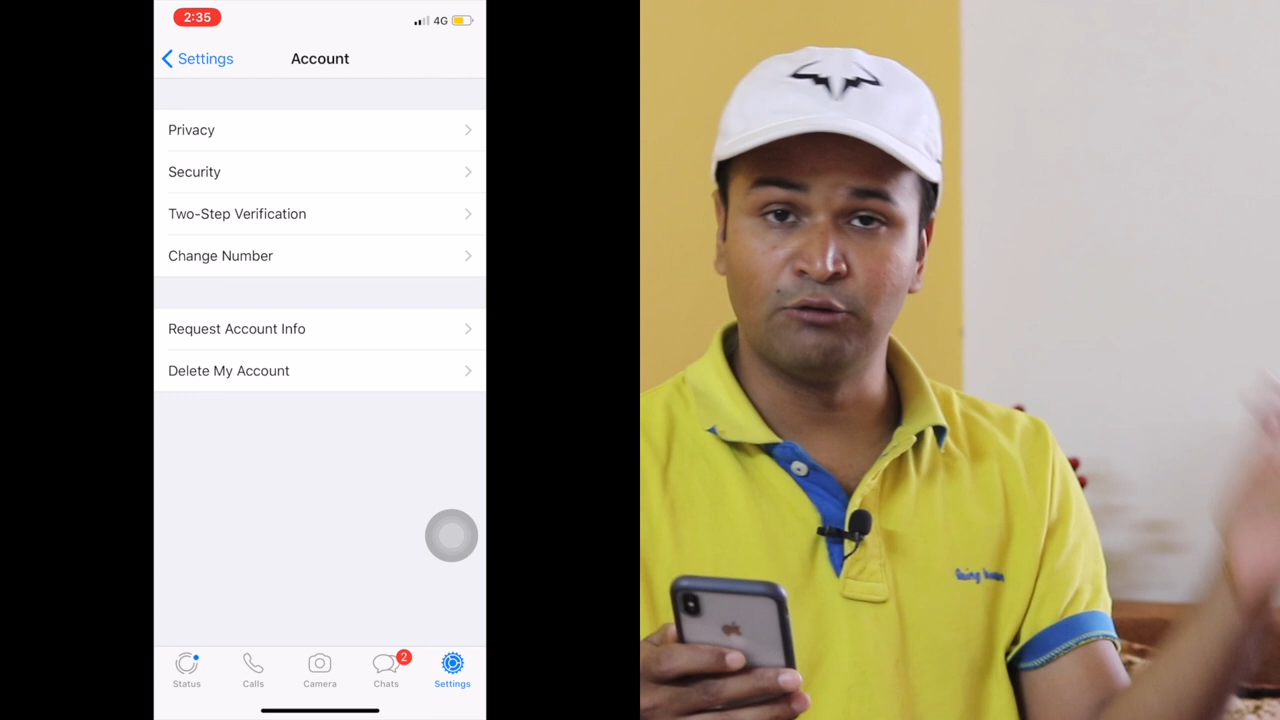 2:35
4G
Settings
Account
Privacy
Security
Two-Step Verification
Change Number
Request Account Info
Delete My Account
2
Status
Calls
Camera
Chats
Settings
Being